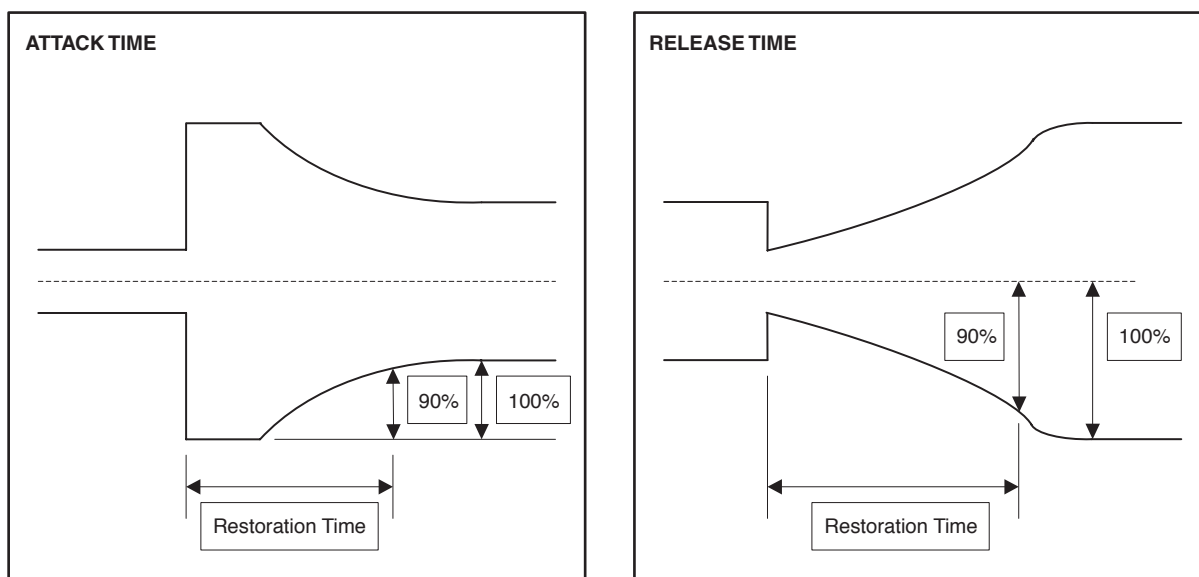 ATTACK TIME
90%
100%
Restoration Time
RELEASE TIME
90%
100%
Restoration Time